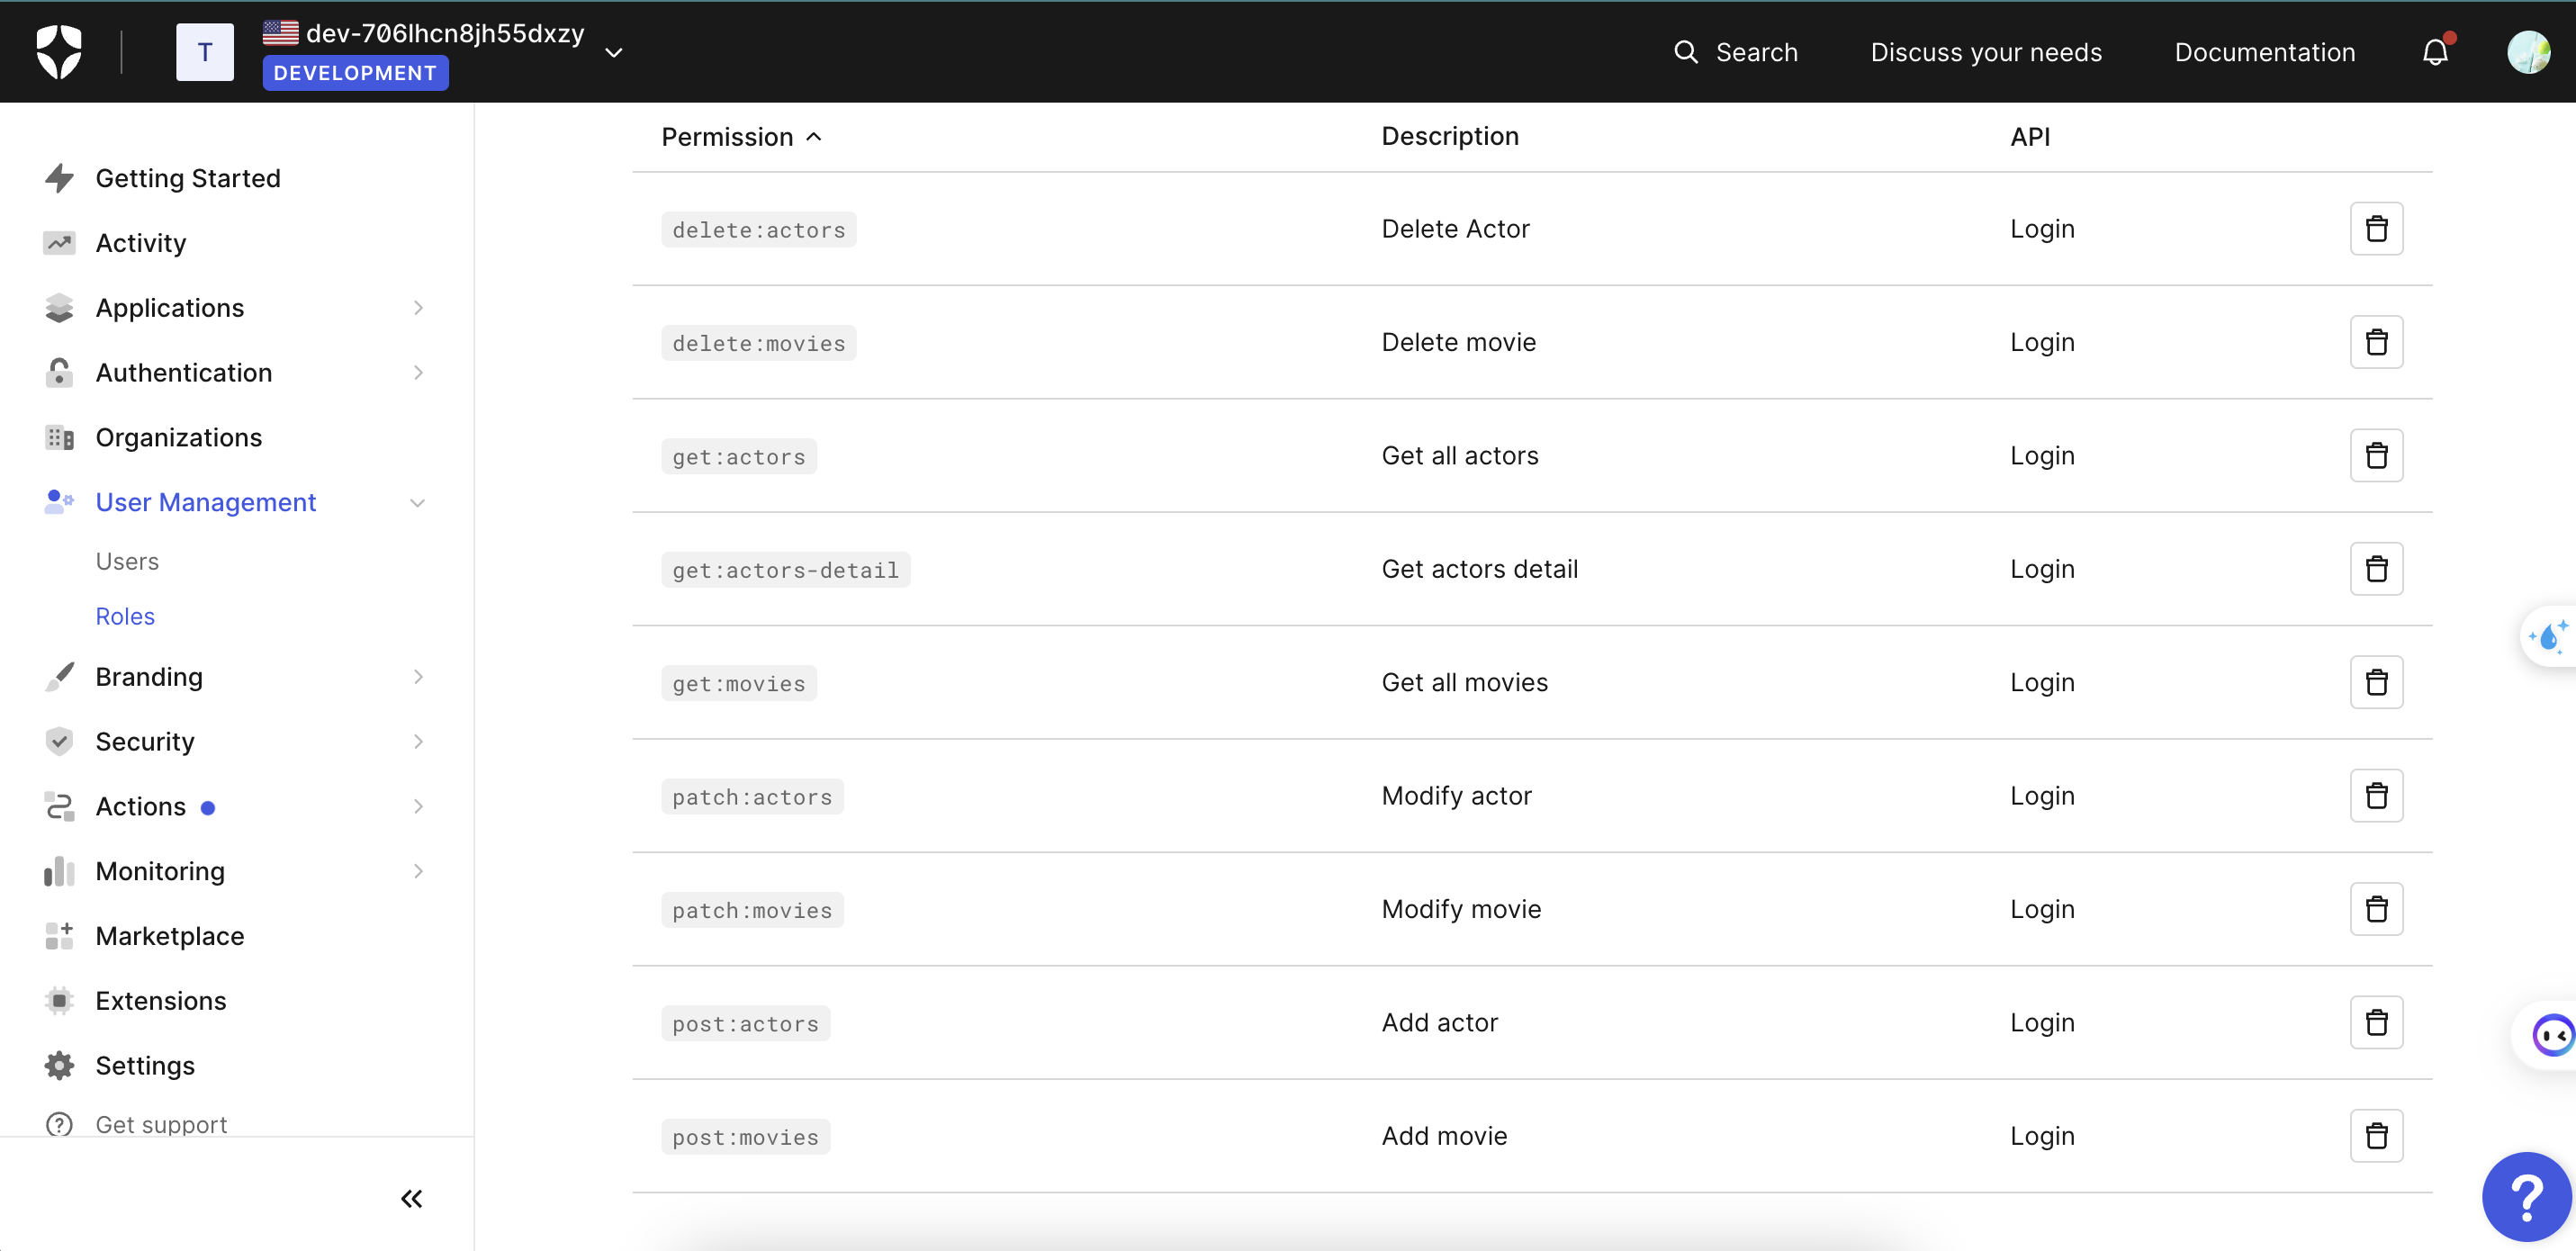 T
dev-706lhcn8jh55dxzy
DEVELOPMENT
Search
Discuss your needs
Documentation
Getting Started
Activity
Applications
Authentication
Organizations
User Management
Users
Roles
Branding
Security
Actions
Monitoring
Marketplace
Extensions
Settings
Get support
Permission Description API
delete:actors Delete Actor Login
delete:movies Delete movie Login
get:actors Get all actors Login
get:actors-detail Get actors detail Login
get:movies Get all movies Login
patch:actors Modify actor Login
patch:movies Modify movie Login
post:actors Add actor Login
post:movies Add movie Login